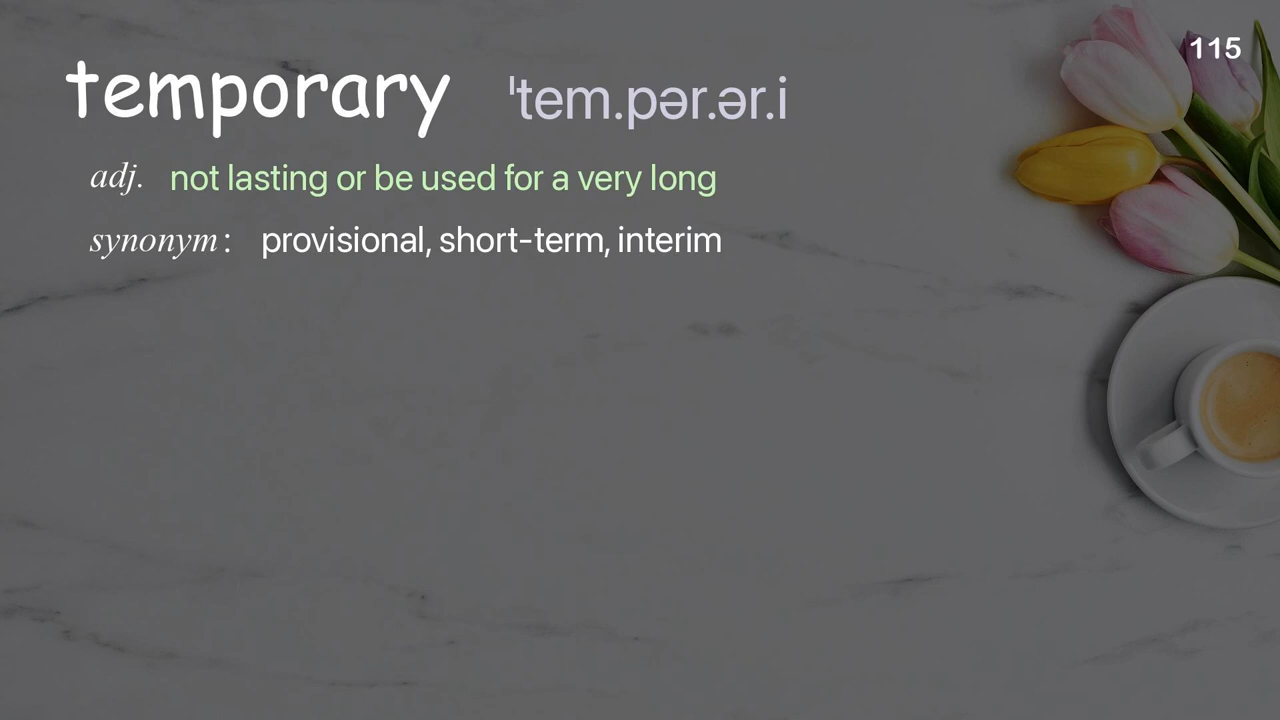 115
temporary ˈtem.pər.ər.i
adj. not lasting or be used for a very long
synonym: provisional, short-term, interim